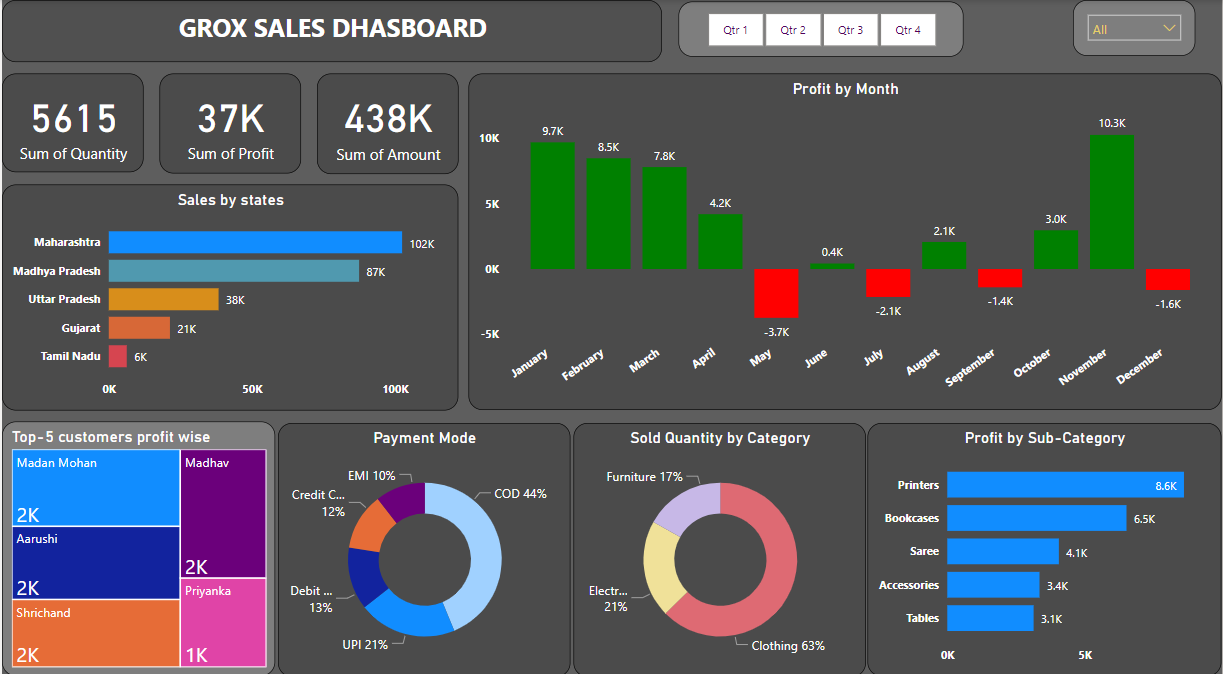 GROX SALES DHASBOARD
Qtr 1
Qtr 2
Qtr 3
Qtr 4
All
5615
Sum of Quantity
37K
Sum of Profit
438K
Sum of Amount
Profit by Month
10K
5K
0K
-5K
9.7K
8.5K
7.8K
4.2K
-3.7K
0.4K
-2.1K
2.1K
-1.4K
3.0K
10.3K
-1.6K
January
February
March
April
May
June
July
August
September
October
November
December
Sales by states
Maharashtra 102K
Madhya Pradesh 87K
Uttar Pradesh 38K
Gujarat 21K
Tamil Nadu 6K
0K 50K 100K
Top-5 customers profit wise
Madan Mohan
2K
Aarushi
2K
Shrichand
2K
Madhav
2K
Priyanka
1K
Payment Mode
EMI 10%
Credit C...
12%
Debit ...
13%
UPI 21%
COD 44%
Sold Quantity by Category
Furniture 17%
Electr...
21%
Clothing 63%
Profit by Sub-Category
Printers 8.6K
Bookcases 6.5K
Saree 4.1K
Accessories 3.4K
Tables 3.1K
0K 5K